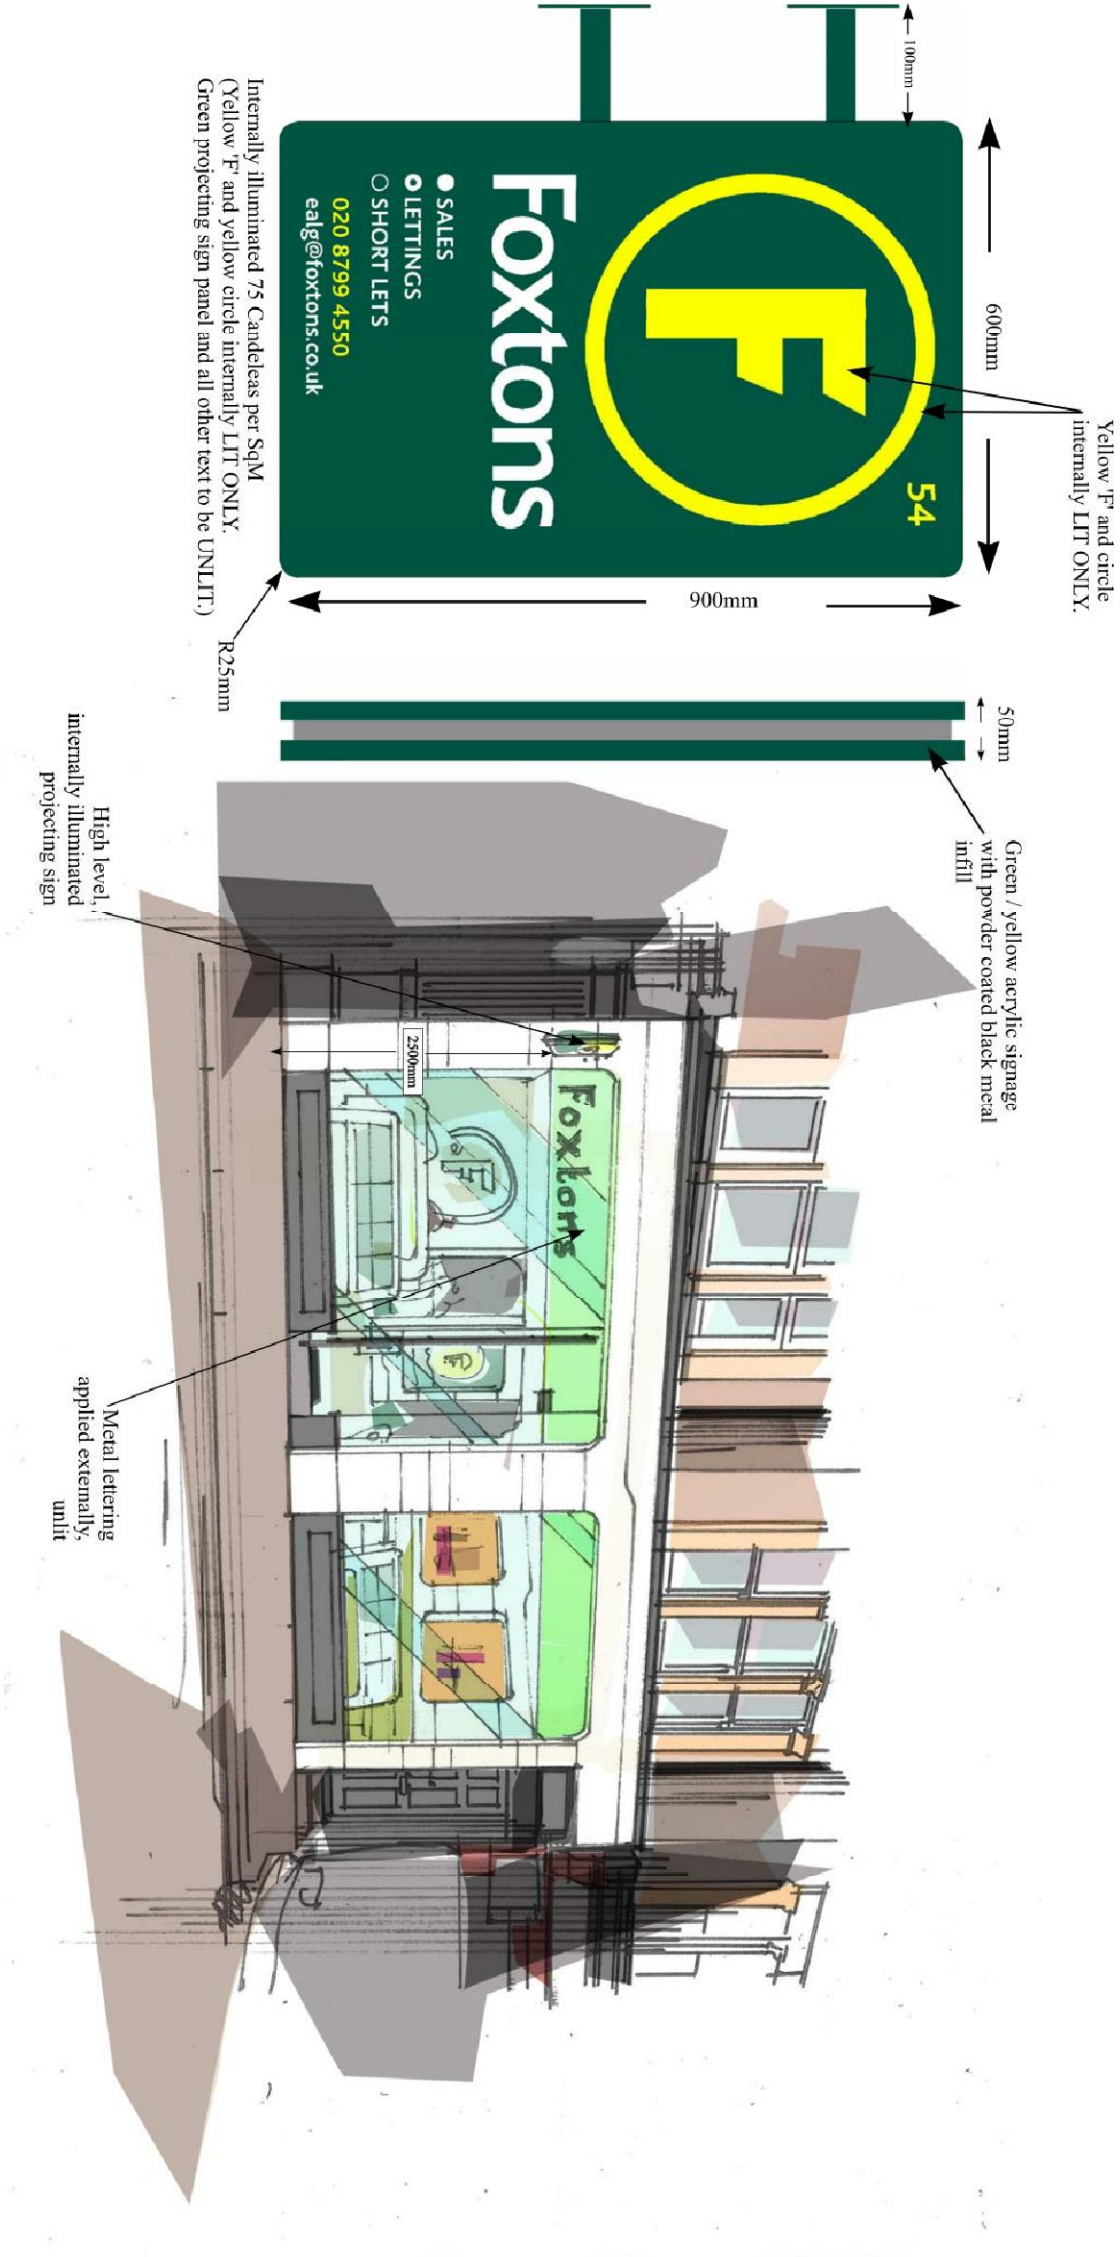 Yellow 'F' and circle
internally LIT ONLY.
100mm
600mm
54
F
Foxtons
SALES
LETTINGS
SHORT LETS
020 8799 4550
ealg@foxtons.co.uk
900mm
R25mm
Internally illuminated 75 Candeleas per SqM
(Yellow 'F' and yellow circle internally LIT ONLY.
Green projecting sign panel and all other text to be UNLIT.)
50mm
Green / yellow acrylic signage
with powder coated black metal
infill
High level,
internally illuminated
projecting sign
2500mm
Foxtons
F
Metal lettering
applied externally,
unlit